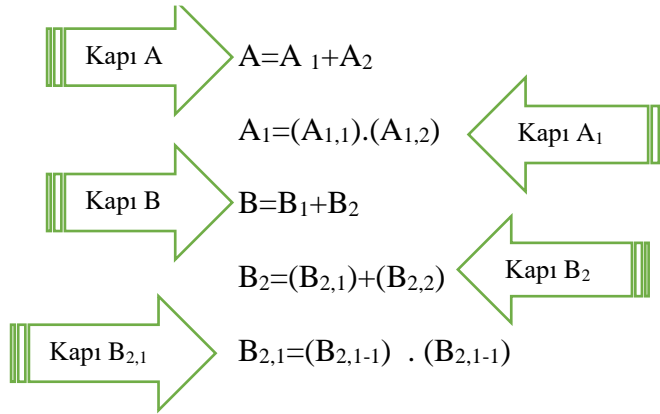 Kapı A A=A ₁+A₂
A₁=(A₁,₁).(A₁,₂) Kapı A₁
Kapı B B=B₁+B₂
B₂=(B₂,₁)+(B₂,₂) Kapı B₂
Kapı B₂,₁ B₂,₁=(B₂,₁₋₁) . (B₂,₁₋₁)